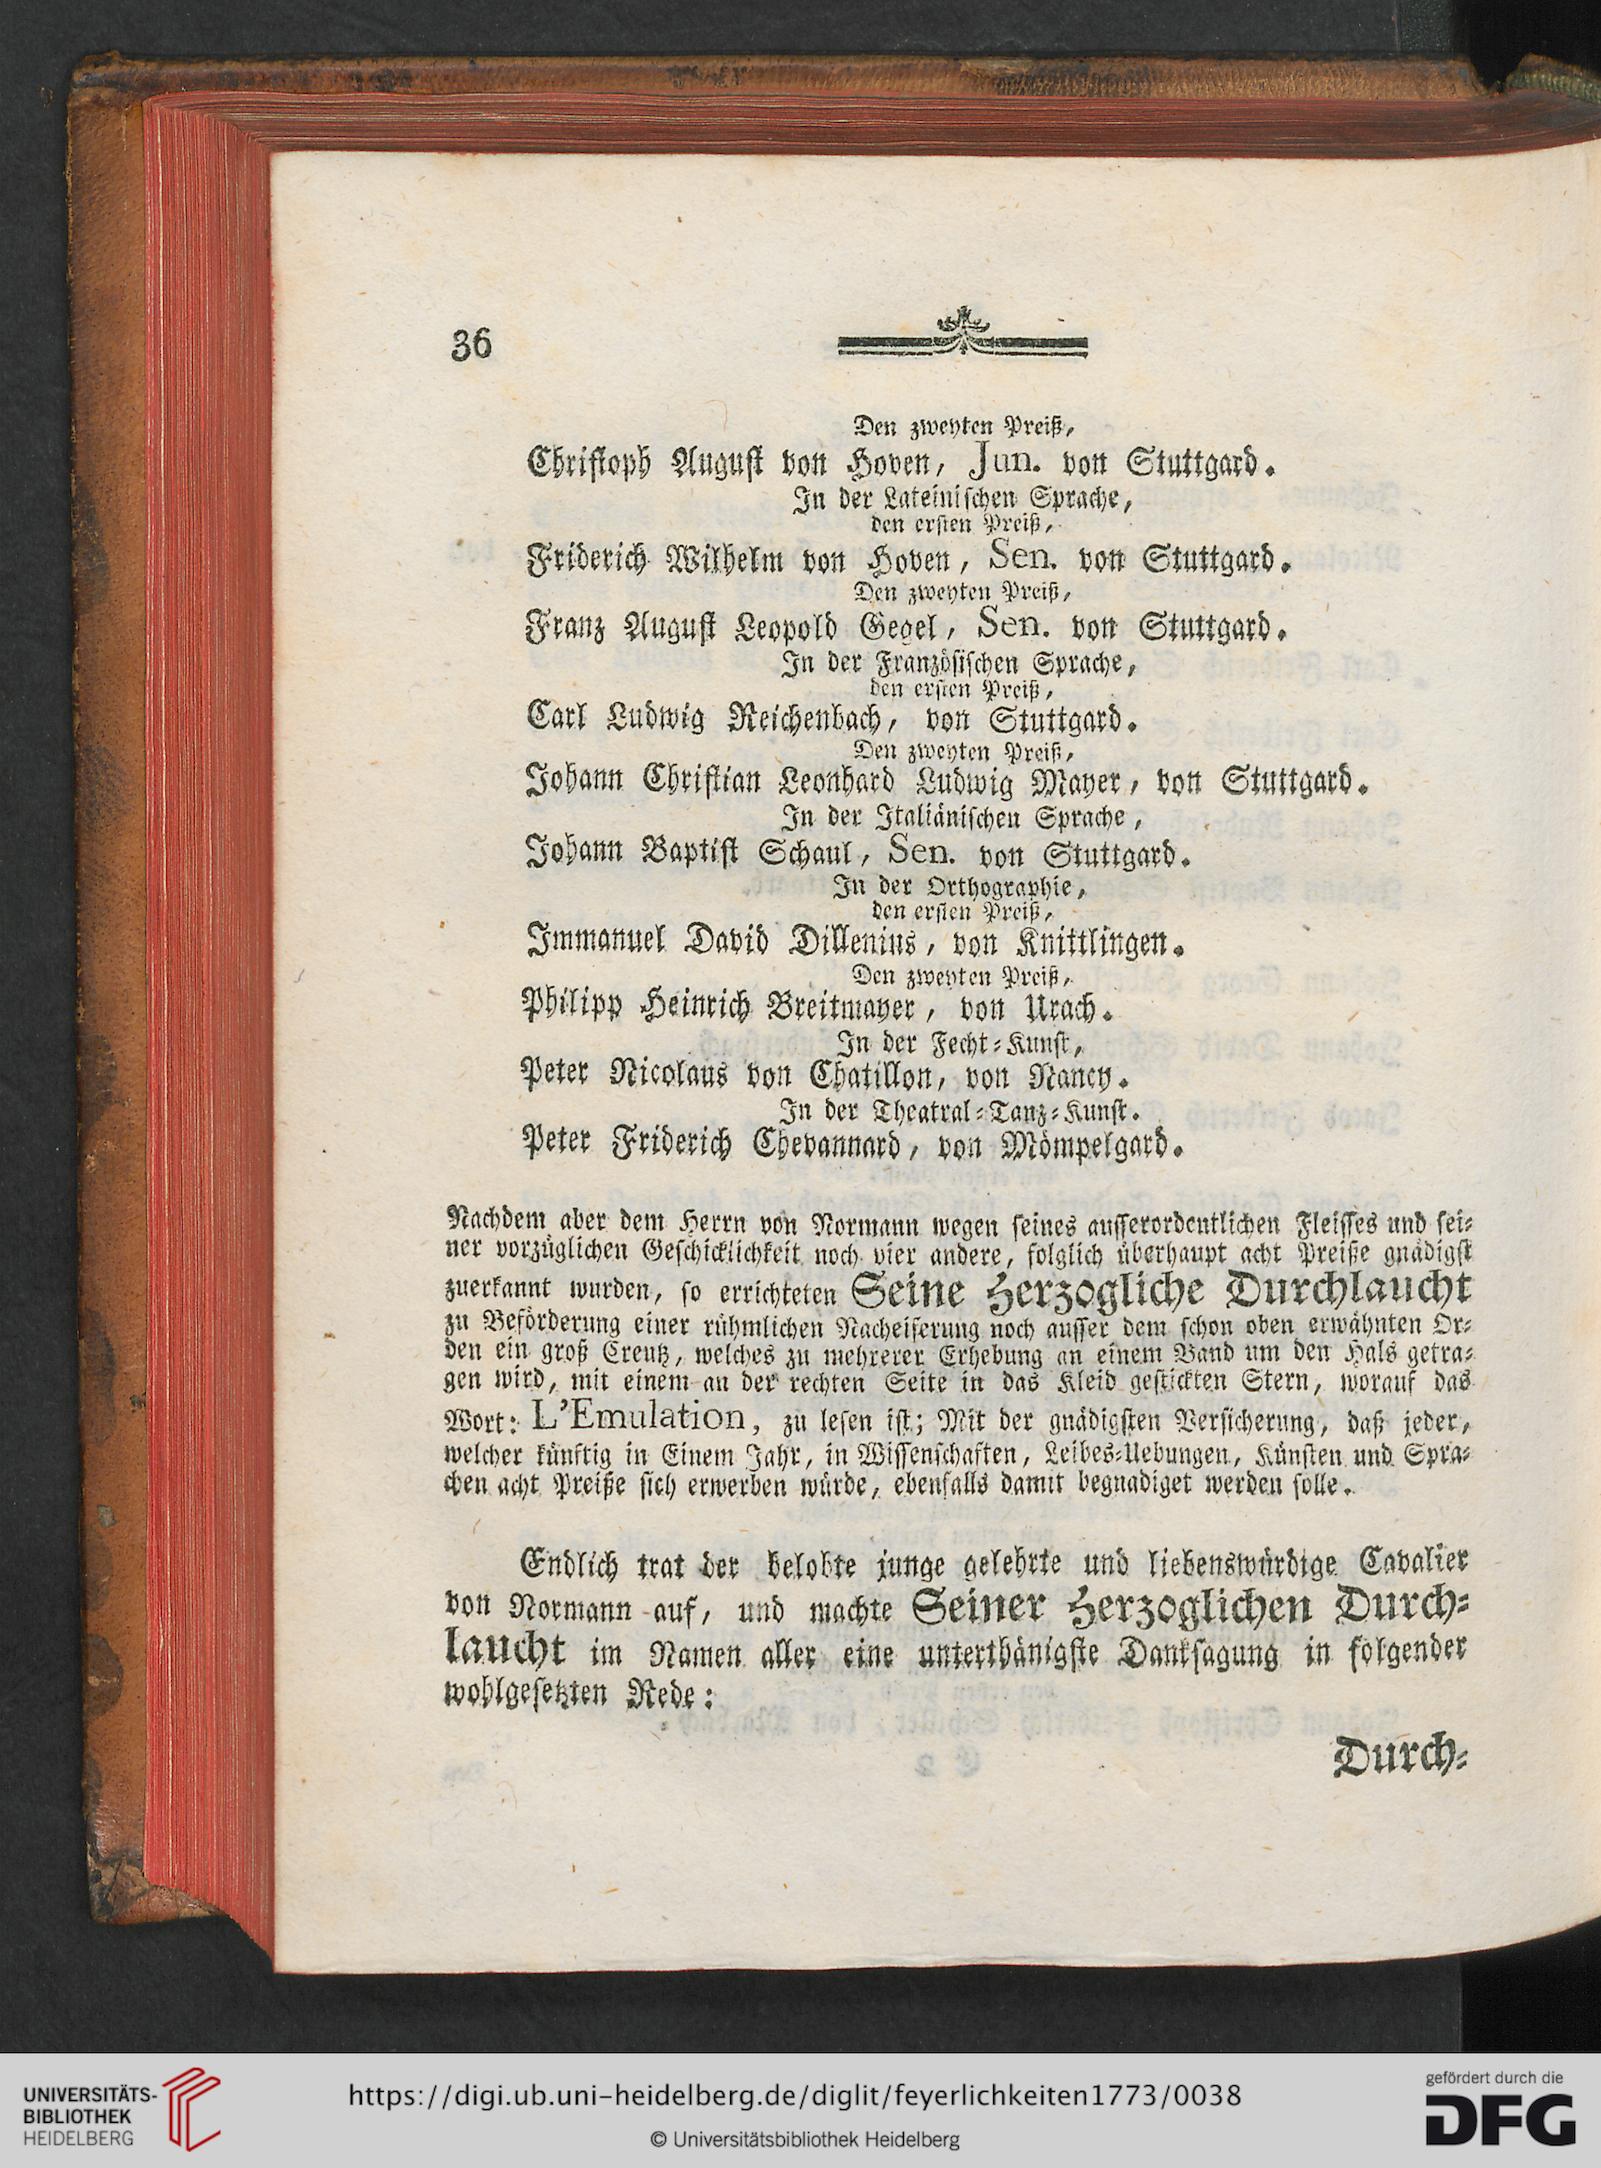 36
Den zweyten Preiß,
Christoph August von Hoven, Jun. von Stuttgard.
In der Lateinischen Sprache,
den ersten Preiß,
Friderich Wilhelm von Hoven, Sen. von Stuttgard.
Den zweyten Preiß,
Franz August Leopold Gegel, Sen. von Stuttgard.
In der Französischen Sprache,
den ersten Preiß,
Carl Ludwig Reichenbach, von Stuttgard.
Den zweyten Preiß,
Johann Christian Leonhard Ludwig Mayer, von Stuttgard.
In der Italiänischen Sprache,
Johann Baptist Schaul, Sen. von Stuttgard.
In der Orthographie,
den ersten Preiß,
Immanuel David Dillenius, von Knittlingen.
Den zweyten Preiß,
Philipp Heinrich Breitmayer, von Urach.
In der Fecht-Kunst,
Peter Nicolaus von Chatillon, von Nancy.
In der Theatral-Tanz-Kunst.
Peter Friderich Chevannard, von Mömpelgard.
Nachdem aber dem Herrn von Normann wegen seines ausserordentlichen Fleisses und sei-
ner vorzüglichen Geschicklichkeit noch vier andere, folglich überhaupt acht Preiße gnädigst
zuerkannt wurden, so errichteten Seine Herzogliche Durchlaucht
zu Beförderung einer rühmlichen Nacheiferung noch ausser dem schon oben erwähnten Or-
den ein groß Creutz, welches zu mehrerer Erhebung an einem Band um den Hals getra-
gen wird, mit einem an der rechten Seite in das Kleid gestickten Stern, worauf das
Wort: L'Emulation, zu lesen ist; Mit der gnädigsten Versicherung, daß jeder,
welcher künftig in Einem Jahr, in Wissenschaften, Leibes-Uebungen, Künsten und Spra-
chen acht Preiße sich erwerben würde, ebenfalls damit begnadiget werden solle.
Endlich trat der belobte junge gelehrte und liebenswürdige Cavalier
von Normann auf, und machte Seiner Herzoglichen Durch-
laucht im Namen aller eine unterthänigste Danksagung in folgender
wohlgesetzten Rede:
Durch-
UNIVERSITÄTS-
BIBLIOTHEK
HEIDELBERG
https://digi.ub.uni-heidelberg.de/diglit/feyerlichkeiten1773/0038
© Universitätsbibliothek Heidelberg
gefördert durch die
DFG